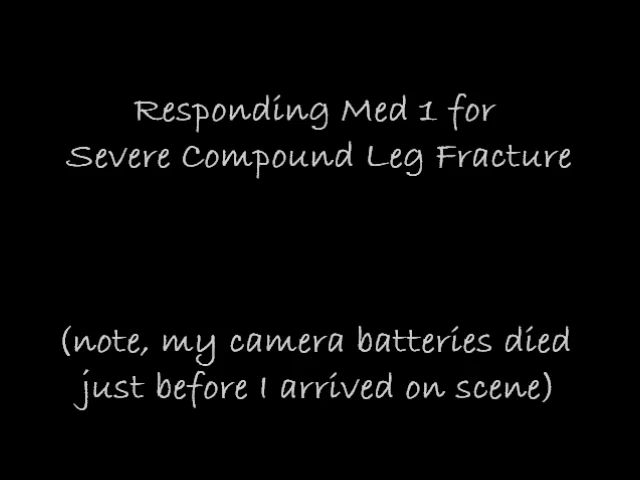 Responding Med 1 for
Severe Compound Leg Fracture
(note, my camera batteries died
just before I arrived on scene)